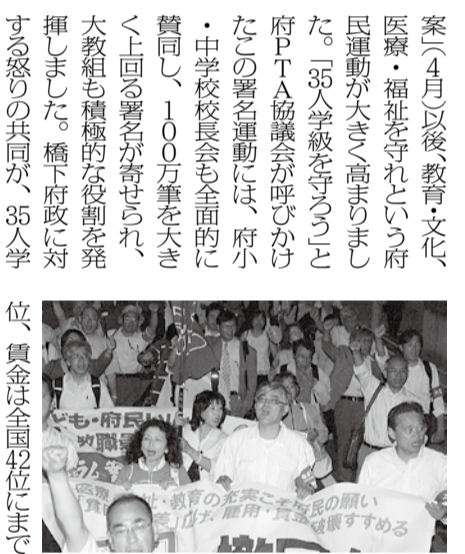 案」（4月）以後、教育・文化、
医療・福祉を守れという府
民運動が大きく高まりまし
た。「35人学級を守ろう」と
府PTA協議会が呼びかけ
たこの署名運動には、府小
・中学校校長会も全面的に
賛同し、100万筆を大き
く上回る署名が寄せられ、
大教組も積極的な役割を発
揮しました。橋下府政に対
する怒りの共同が、35人学
位、賃金は全国42位にまで
ども・府民
教職員
祉・教育の充実こそ府民の願い
雇用・賃金破壊すすめる
撤回